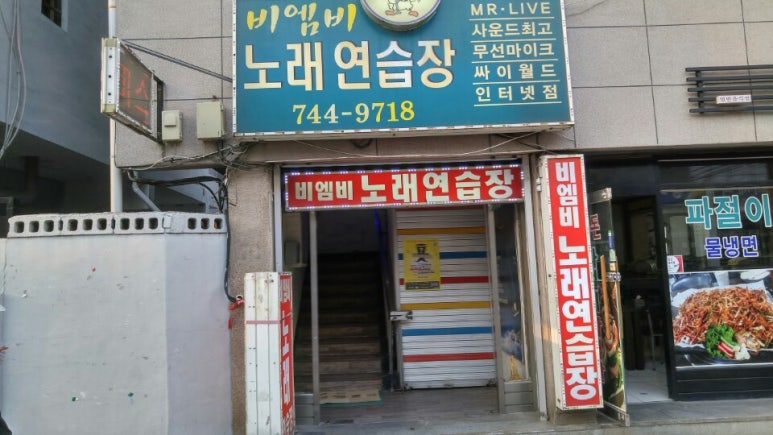 비엠비
노래연습장
744-9718
MR·LIVE
사운드최고
무선마이크
싸이월드
인터넷점
비엠비 노래연습장
비엠비 노래연습장
노래
파절이
물냉면